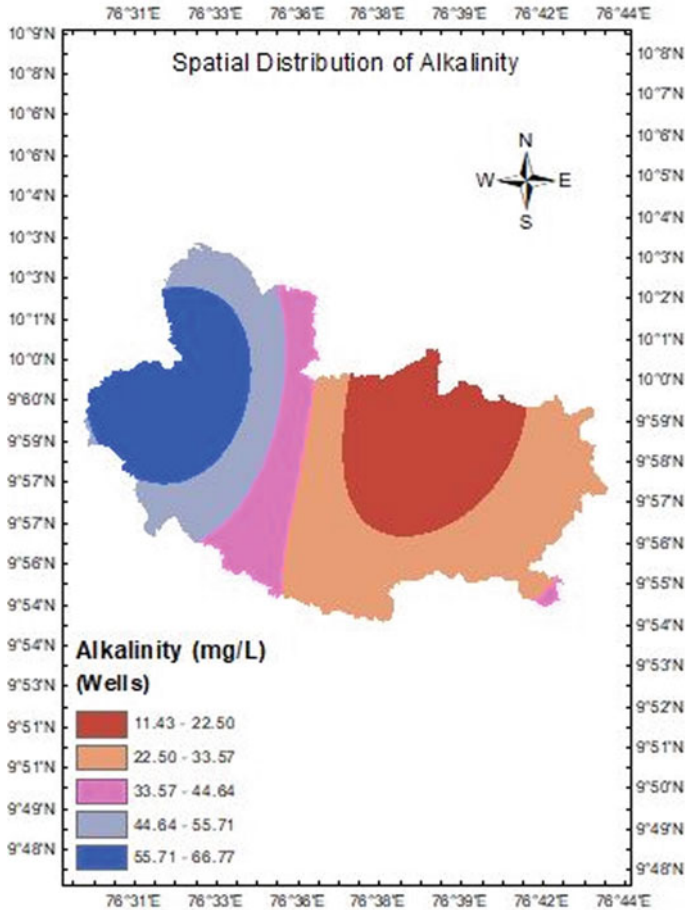 76°31'E 76°33'E 76°36'E 76°38'E 76°39'E 76°42'E 76°44'E
10°9'N
10°8'N
10°8'N
10°7'N
10°6'N
10°6'N
10°6'N
10°5'N
10°4'N
10°4'N
10°3'N
10°3'N
10°3'N
10°2'N
10°1'N
10°1'N
10°0'N
10°0'N
9°60'N
9°59'N
9°59'N
9°58'N
9°57'N
9°57'N
9°57'N
9°56'N
9°56'N
9°55'N
9°54'N
9°54'N
9°54'N
9°53'N
9°53'N
9°52'N
9°51'N
9°51'N
9°51'N
9°50'N
9°49'N
9°49'N
9°48'N
9°48'N
Spatial Distribution of Alkalinity
N
W E
S
Alkalinity (mg/L)
(Wells)
11.43 - 22.50
22.50 - 33.57
33.57 - 44.64
44.64 - 55.71
55.71 - 66.77
76°31'E 76°33'E 76°36'E 76°38'E 76°39'E 76°42'E 76°44'E